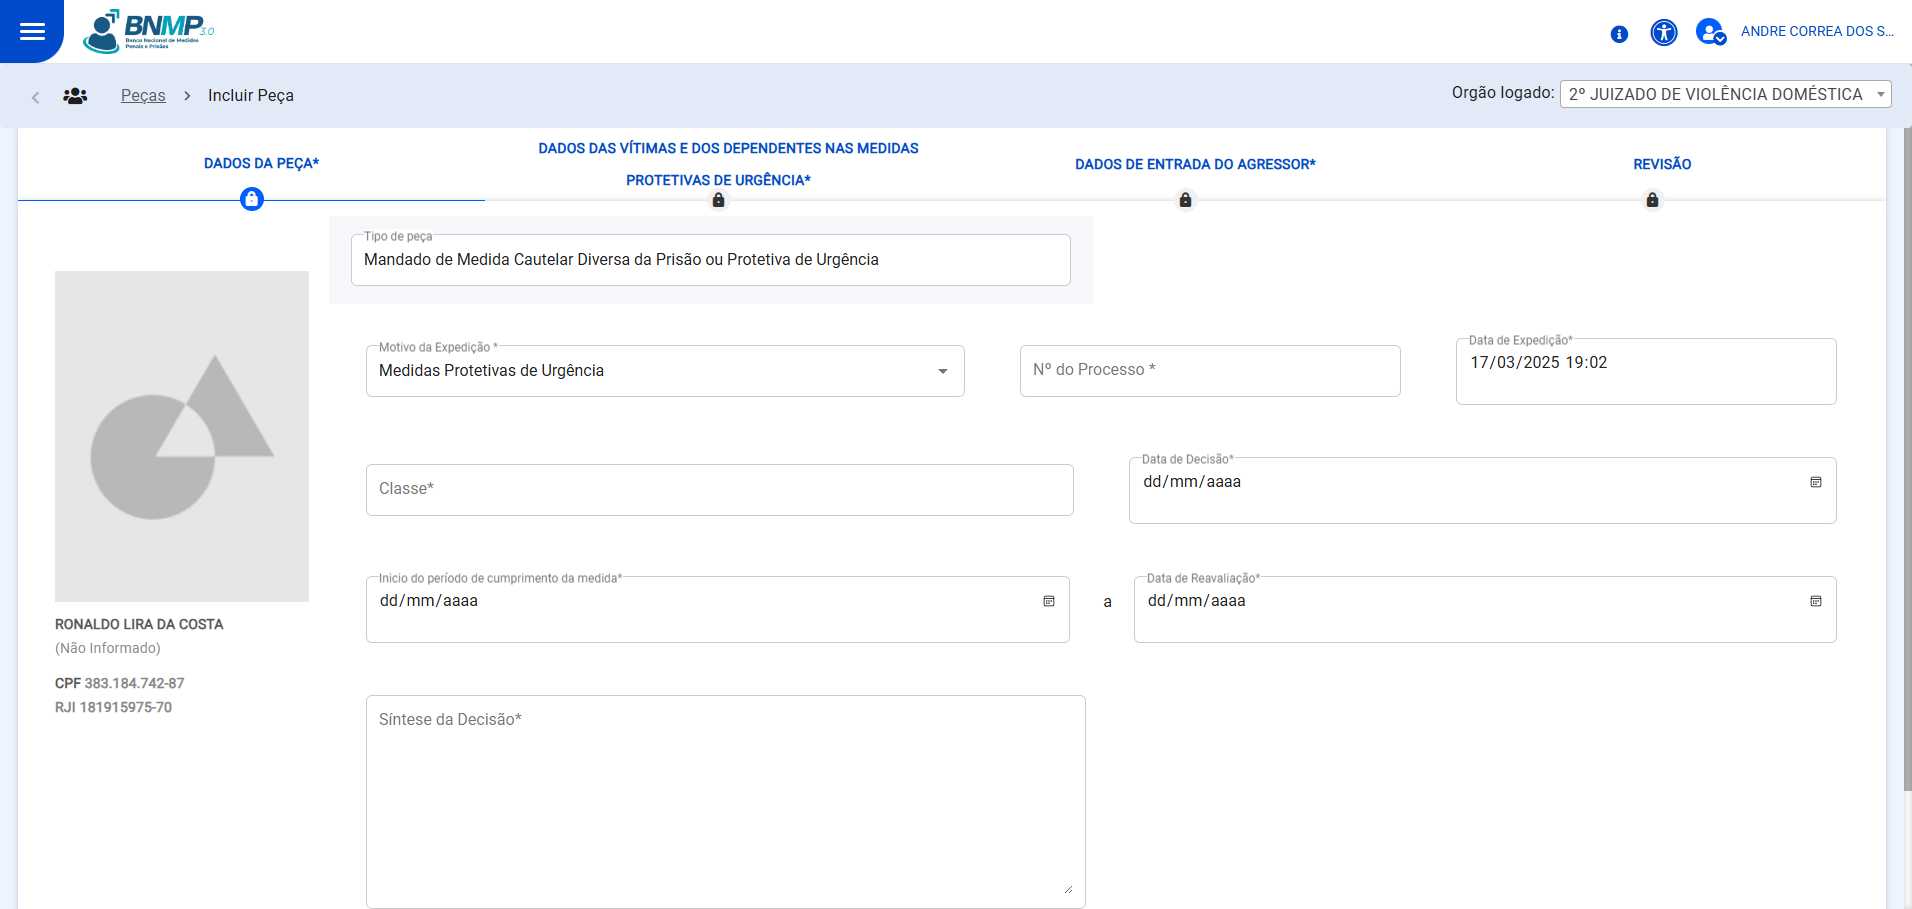 BNMP 3.0
Banco Nacional de Medidas
Penais e Prisões
ANDRE CORREA DOS S...
Peças > Incluir Peça
Orgão logado: 2º JUIZADO DE VIOLÊNCIA DOMÉSTICA
DADOS DA PEÇA*
DADOS DAS VÍTIMAS E DOS DEPENDENTES NAS MEDIDAS
PROTETIVAS DE URGÊNCIA*
DADOS DE ENTRADA DO AGRESSOR*
REVISÃO
Tipo de peça
Mandado de Medida Cautelar Diversa da Prisão ou Protetiva de Urgência
Motivo da Expedição *
Medidas Protetivas de Urgência
Nº do Processo *
Data de Expedição*
17/03/2025 19:02
Classe*
Data de Decisão*
dd/mm/aaaa
Inicio do período de cumprimento da medida*
dd/mm/aaaa
a
Data de Reavaliação*
dd/mm/aaaa
RONALDO LIRA DA COSTA
(Não Informado)
CPF 383.184.742-87
RJI 181915975-70
Síntese da Decisão*